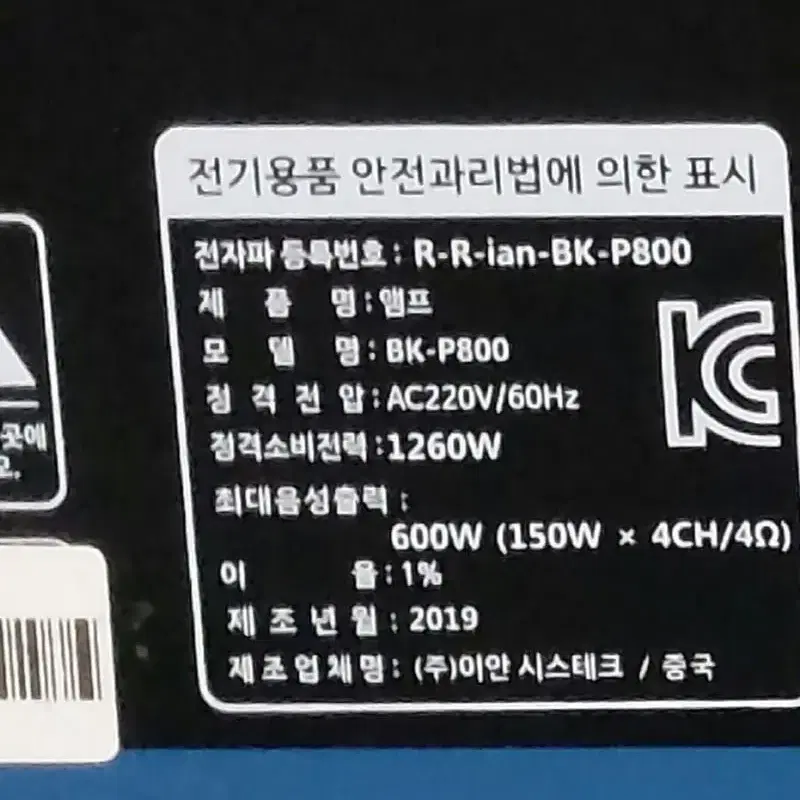 전기용품 안전과리법에 의한 표시
전자파 등록번호 : R-R-ian-BK-P800
제 품 명 : 앰프
모 델 명 : BK-P800
정 격 전 압 : AC220V/60Hz
정격소비전력 : 1260W
최대음성출력 :
600W (150W × 4CH/4Ω)
이 율 : 1%
제 조 년 월 : 2019
제조업체명 : (주)이안 시스테크 / 중국
곳에